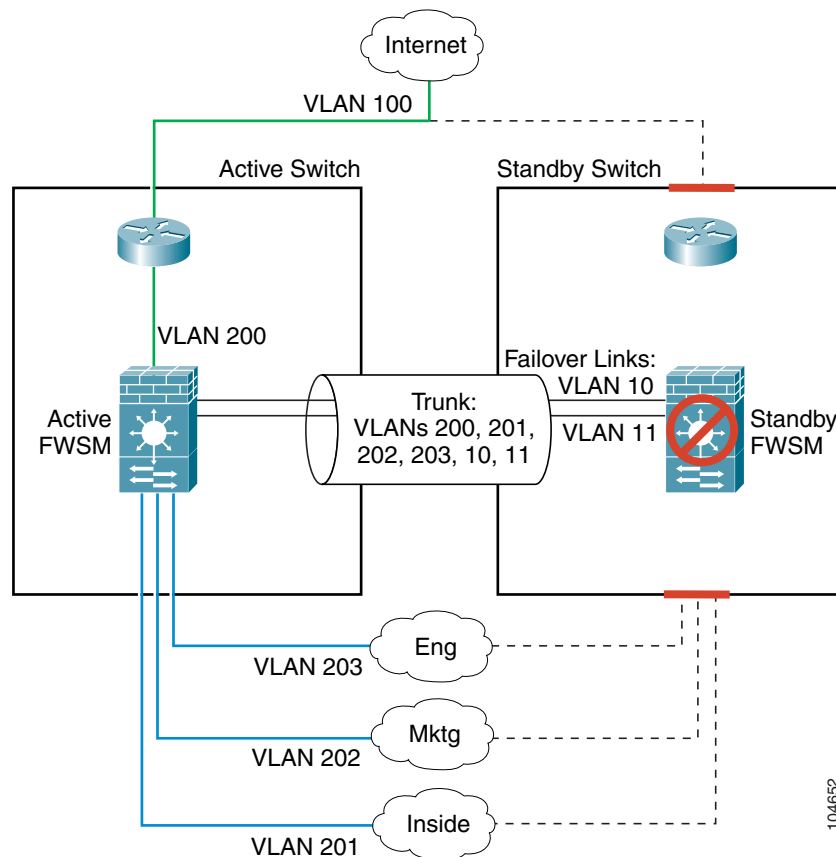 Internet
VLAN 100
Active Switch
Standby Switch
VLAN 200
Failover Links:
VLAN 10
Trunk:
VLANs 200, 201,
202, 203, 10, 11
Active
FWSM
VLAN 11
Standby
FWSM
Eng
VLAN 203
Mktg
VLAN 202
Inside
VLAN 201
104652